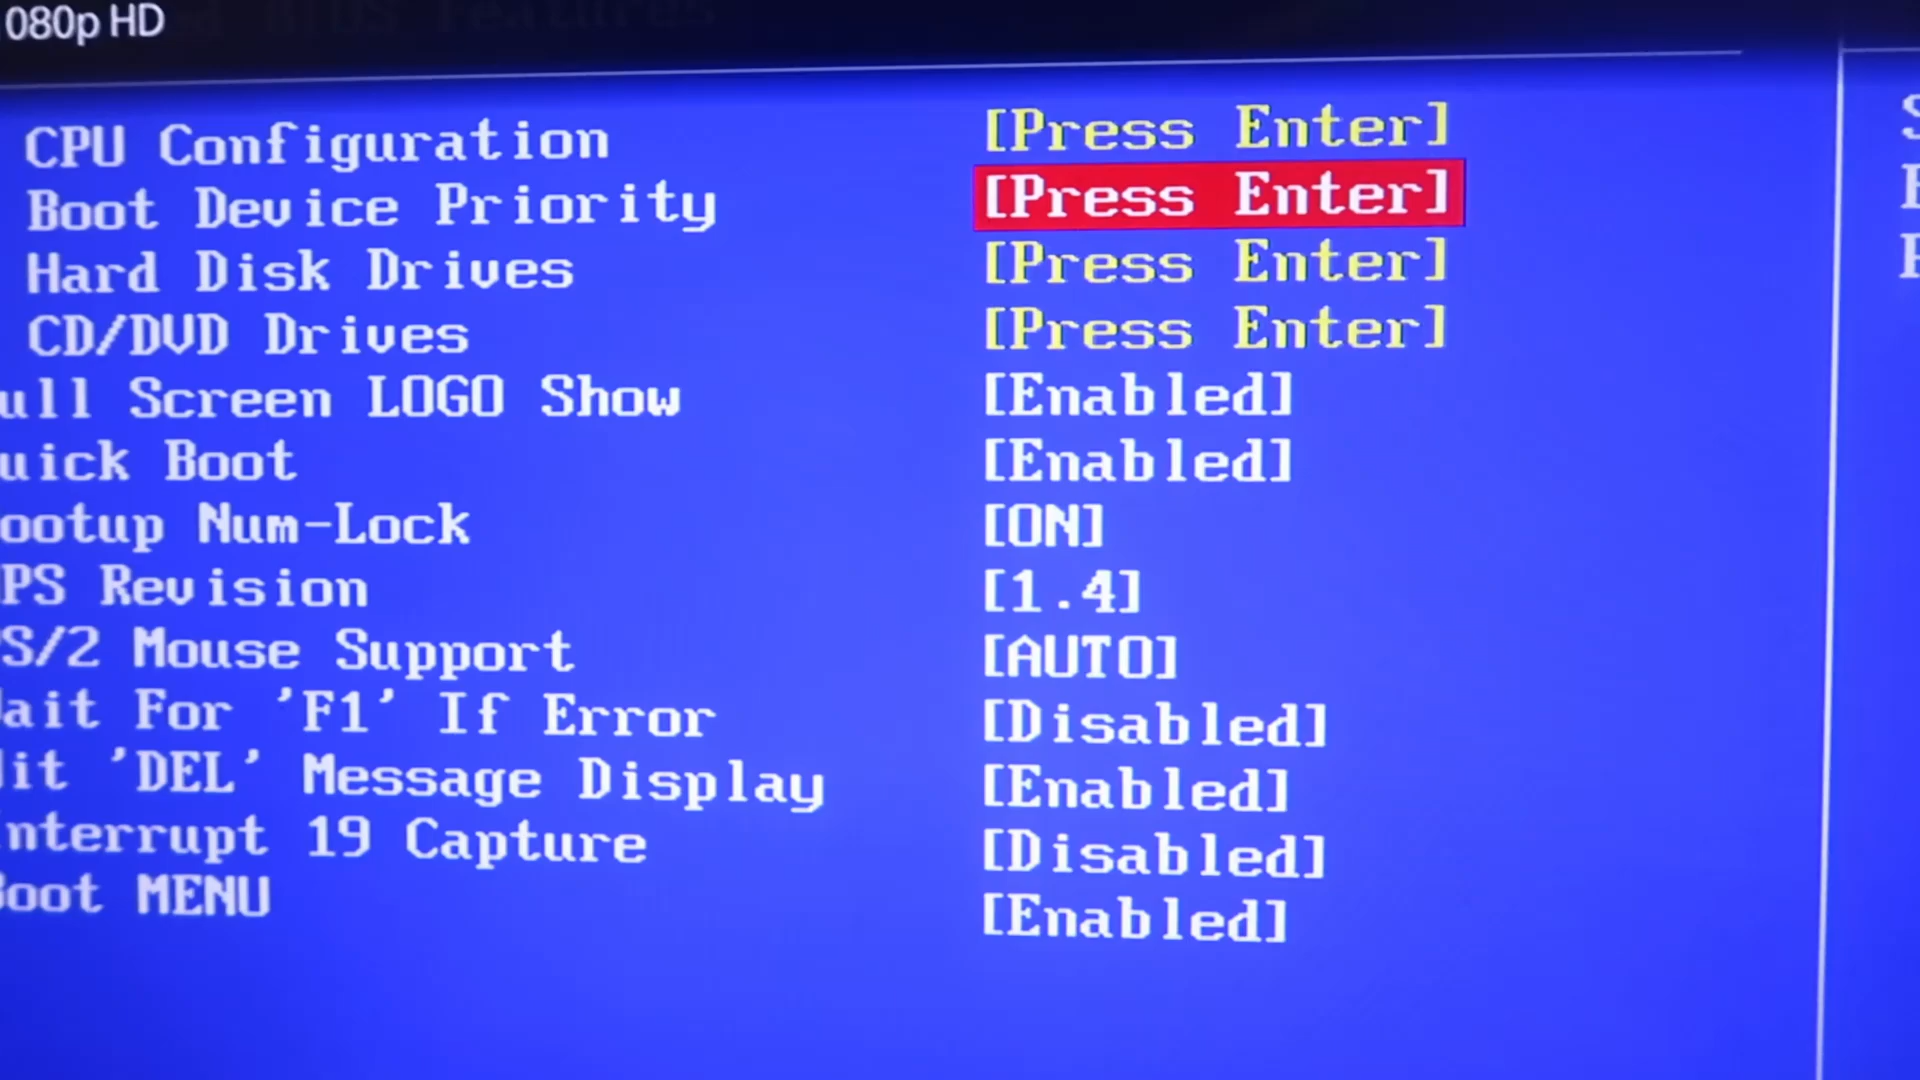 080p HD
BIOS Features
CPU Configuration [Press Enter]
Boot Device Priority [Press Enter]
Hard Disk Drives [Press Enter]
CD/DVD Drives [Press Enter]
ull Screen LOGO Show [Enabled]
uick Boot [Enabled]
ootup Num-Lock [ON]
PS Revision [1.4]
S/2 Mouse Support [AUTO]
ait For 'F1' If Error [Disabled]
it 'DEL' Message Display [Enabled]
nterrupt 19 Capture [Disabled]
Boot MENU [Enabled]